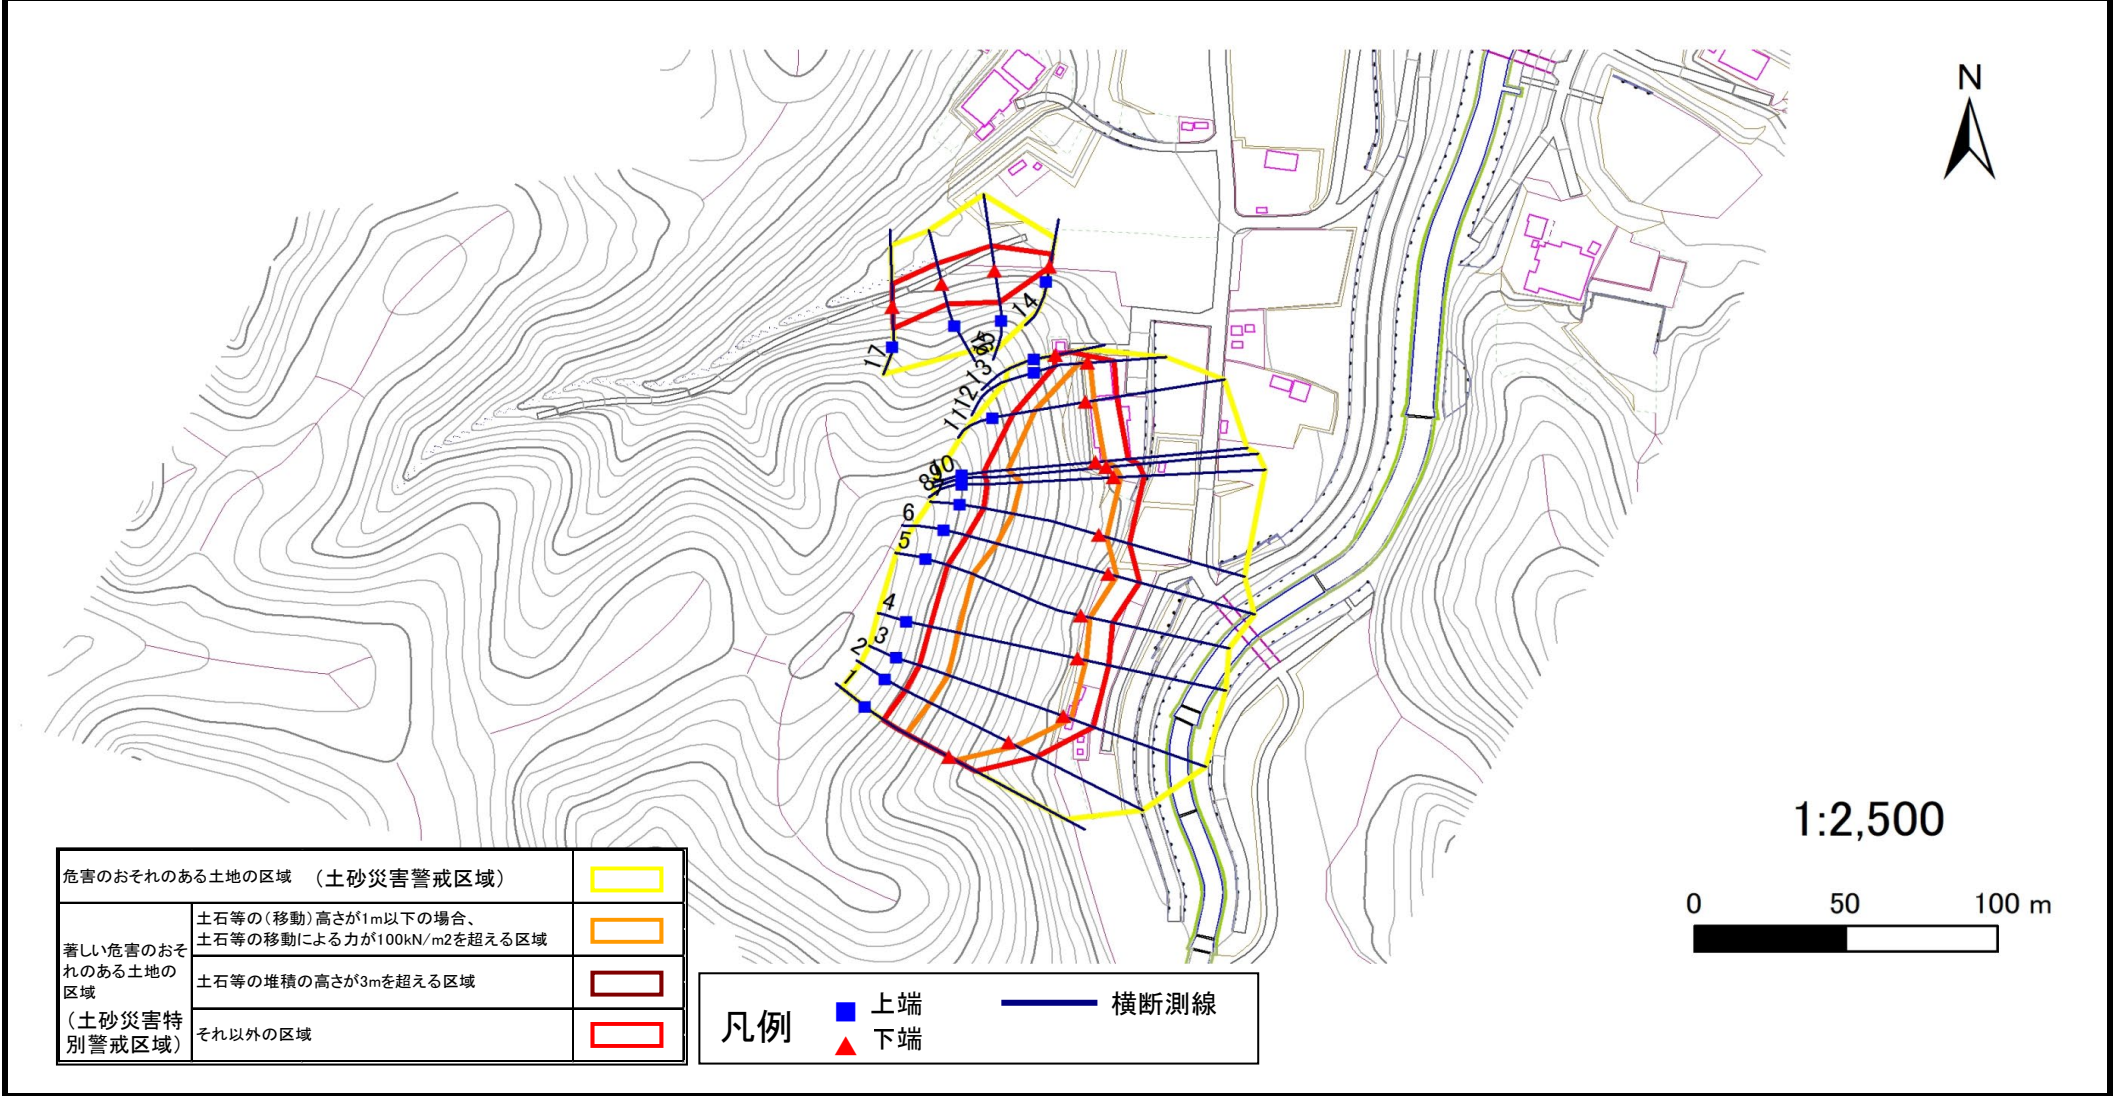 N
14
17
13
12
11
10
9
8
6
5
4
3
2
1
1:2,500
0 50 100 m
危害のおそれのある土地の区域 （土砂災害警戒区域）
著しい危害のおそ
れのある土地の
区域
（土砂災害特
別警戒区域）
土石等の（移動）高さが1m以下の場合、
土石等の移動による力が100kN/m2を超える区域
土石等の堆積の高さが3mを超える区域
それ以外の区域
凡例
上端
下端
横断測線